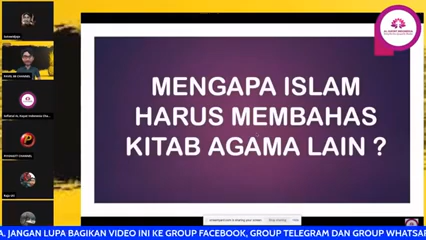 MENGAPA ISLAM
HARUS MEMBAHAS
KITAB AGAMA LAIN ?
A. JANGAN LUPA BAGIKAN VIDEO INI KE GROUP FACEBOOK, GROUP TELEGRAM DAN GROUP WHATSAP